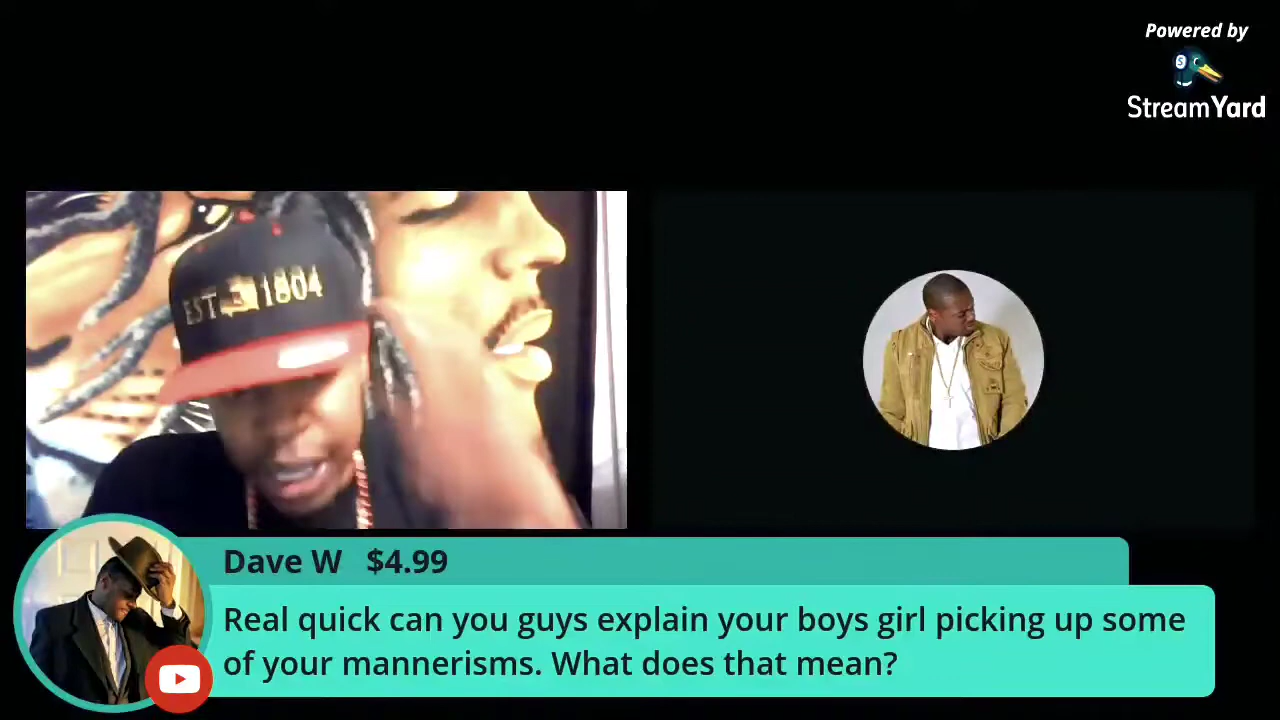 Powered by
StreamYard
EST 1804
Dave W $4.99
Real quick can you guys explain your boys girl picking up some
of your mannerisms. What does that mean?